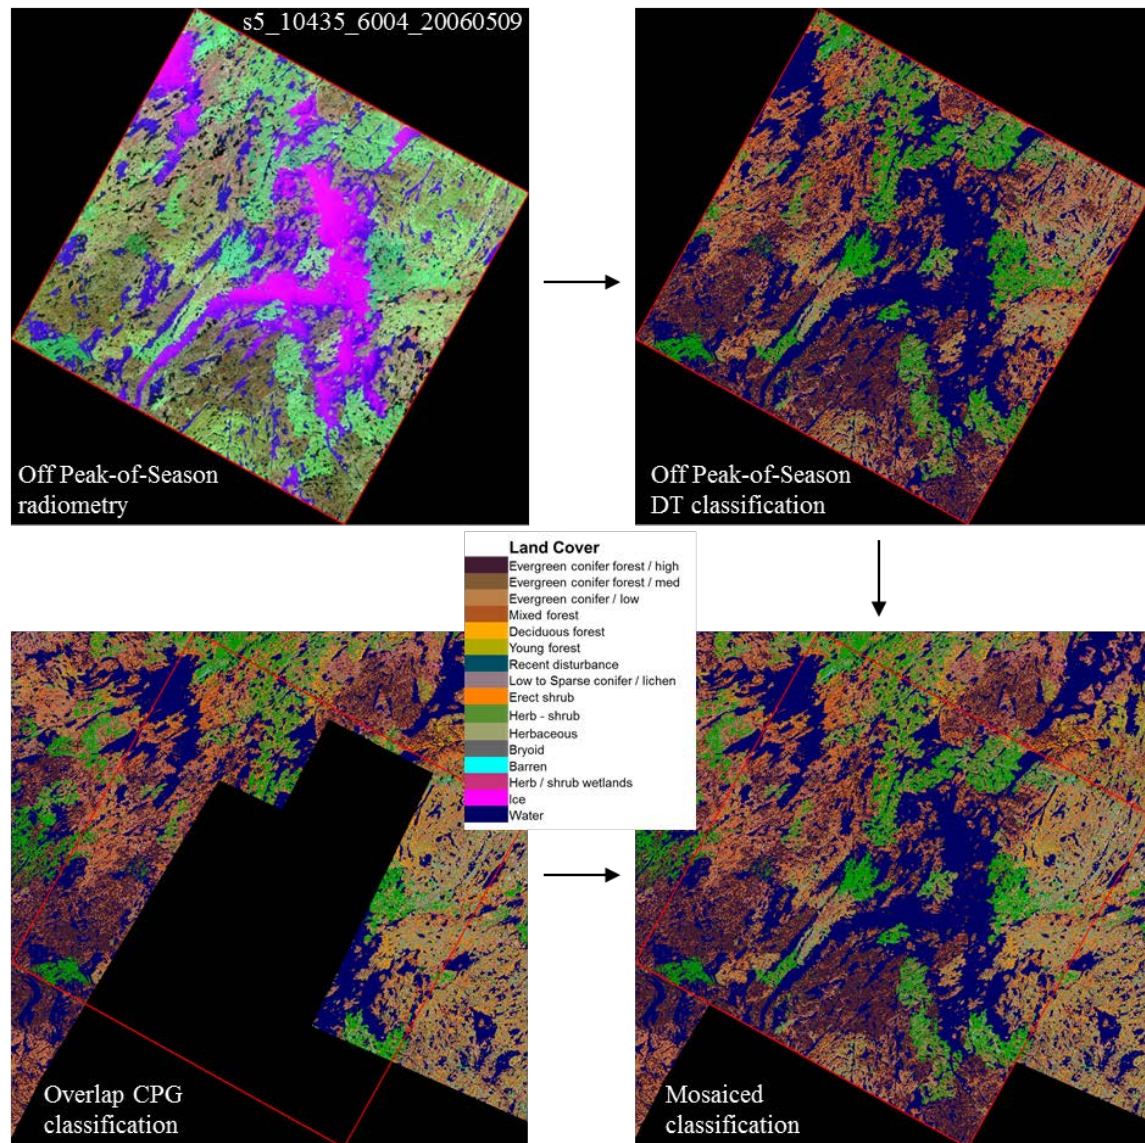 s5_10435_6004_20060509
Off Peak-of-Season
radiometry
Off Peak-of-Season
DT classification
Land Cover
Evergreen conifer forest / high
Evergreen conifer forest / med
Evergreen conifer / low
Mixed forest
Deciduous forest
Young forest
Recent disturbance
Low to Sparse conifer / lichen
Erect shrub
Herb - shrub
Herbaceous
Bryoid
Barren
Herb / shrub wetlands
Ice
Water
Overlap CPG
classification
Mosaiced
classification